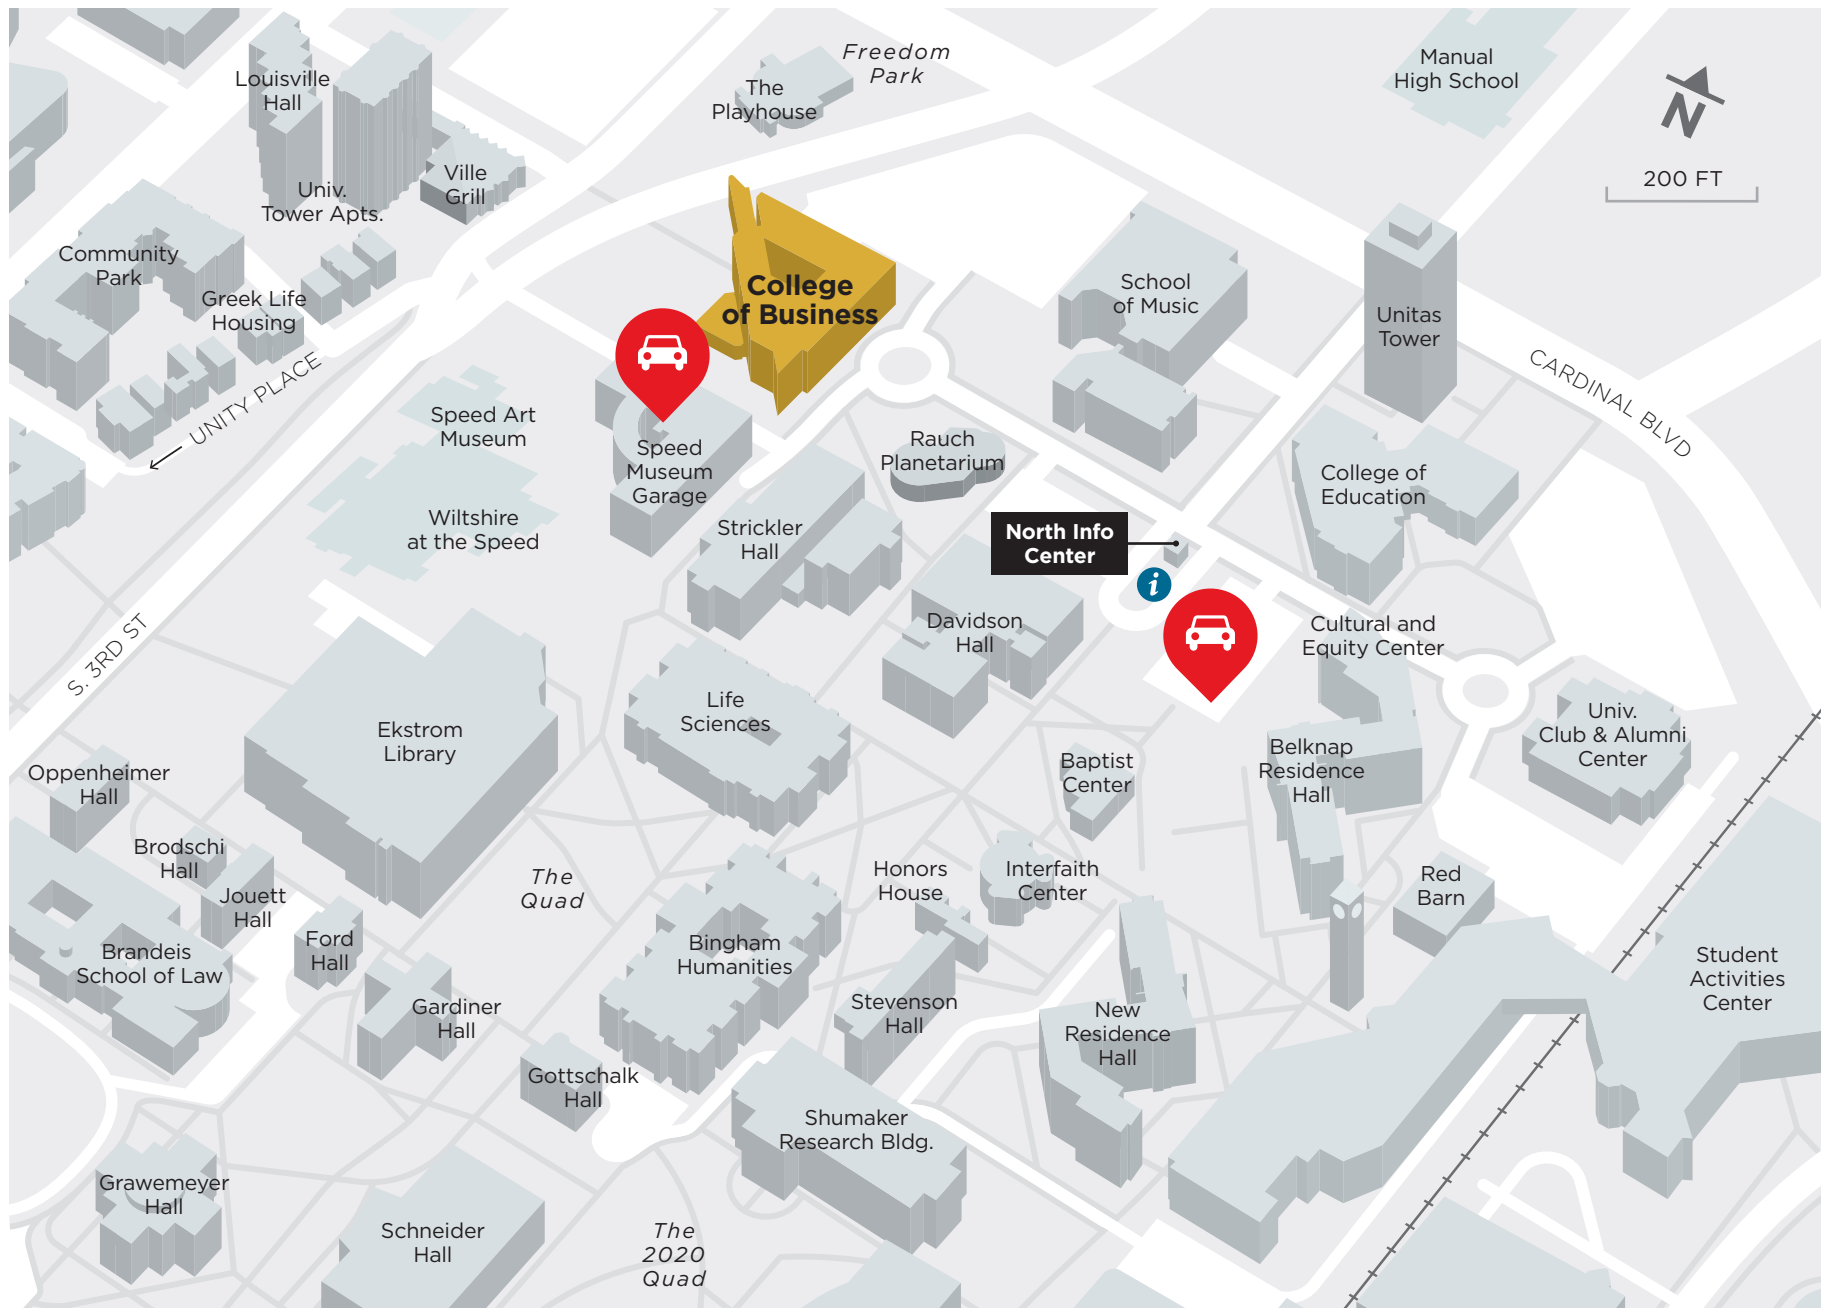 Freedom
Park
Manual
High School
N
200 FT
Louisville
Hall
The
Playhouse
Ville
Grill
Univ.
Tower Apts.
Community
Park
Greek Life
Housing
UNITY PLACE
College
of Business
School
of Music
Unitas
Tower
CARDINAL BLVD
Speed Art
Museum
Speed
Museum
Garage
Rauch
Planetarium
College of
Education
Wiltshire
at the Speed
Strickler
Hall
North Info
Center
i
S. 3RD ST
Davidson
Hall
Cultural and
Equity Center
Life
Sciences
Ekstrom
Library
Univ.
Club & Alumni
Center
Baptist
Center
Belknap
Residence
Hall
Oppenheimer
Hall
Brodschi
Hall
Jouett
Hall
The
Quad
Honors
House
Interfaith
Center
Red
Barn
Ford
Hall
Brandeis
School of Law
Bingham
Humanities
Student
Activities
Center
Gardiner
Hall
Stevenson
Hall
New
Residence
Hall
Gottschalk
Hall
Shumaker
Research Bldg.
Grawemeyer
Hall
Schneider
Hall
The
2020
Quad